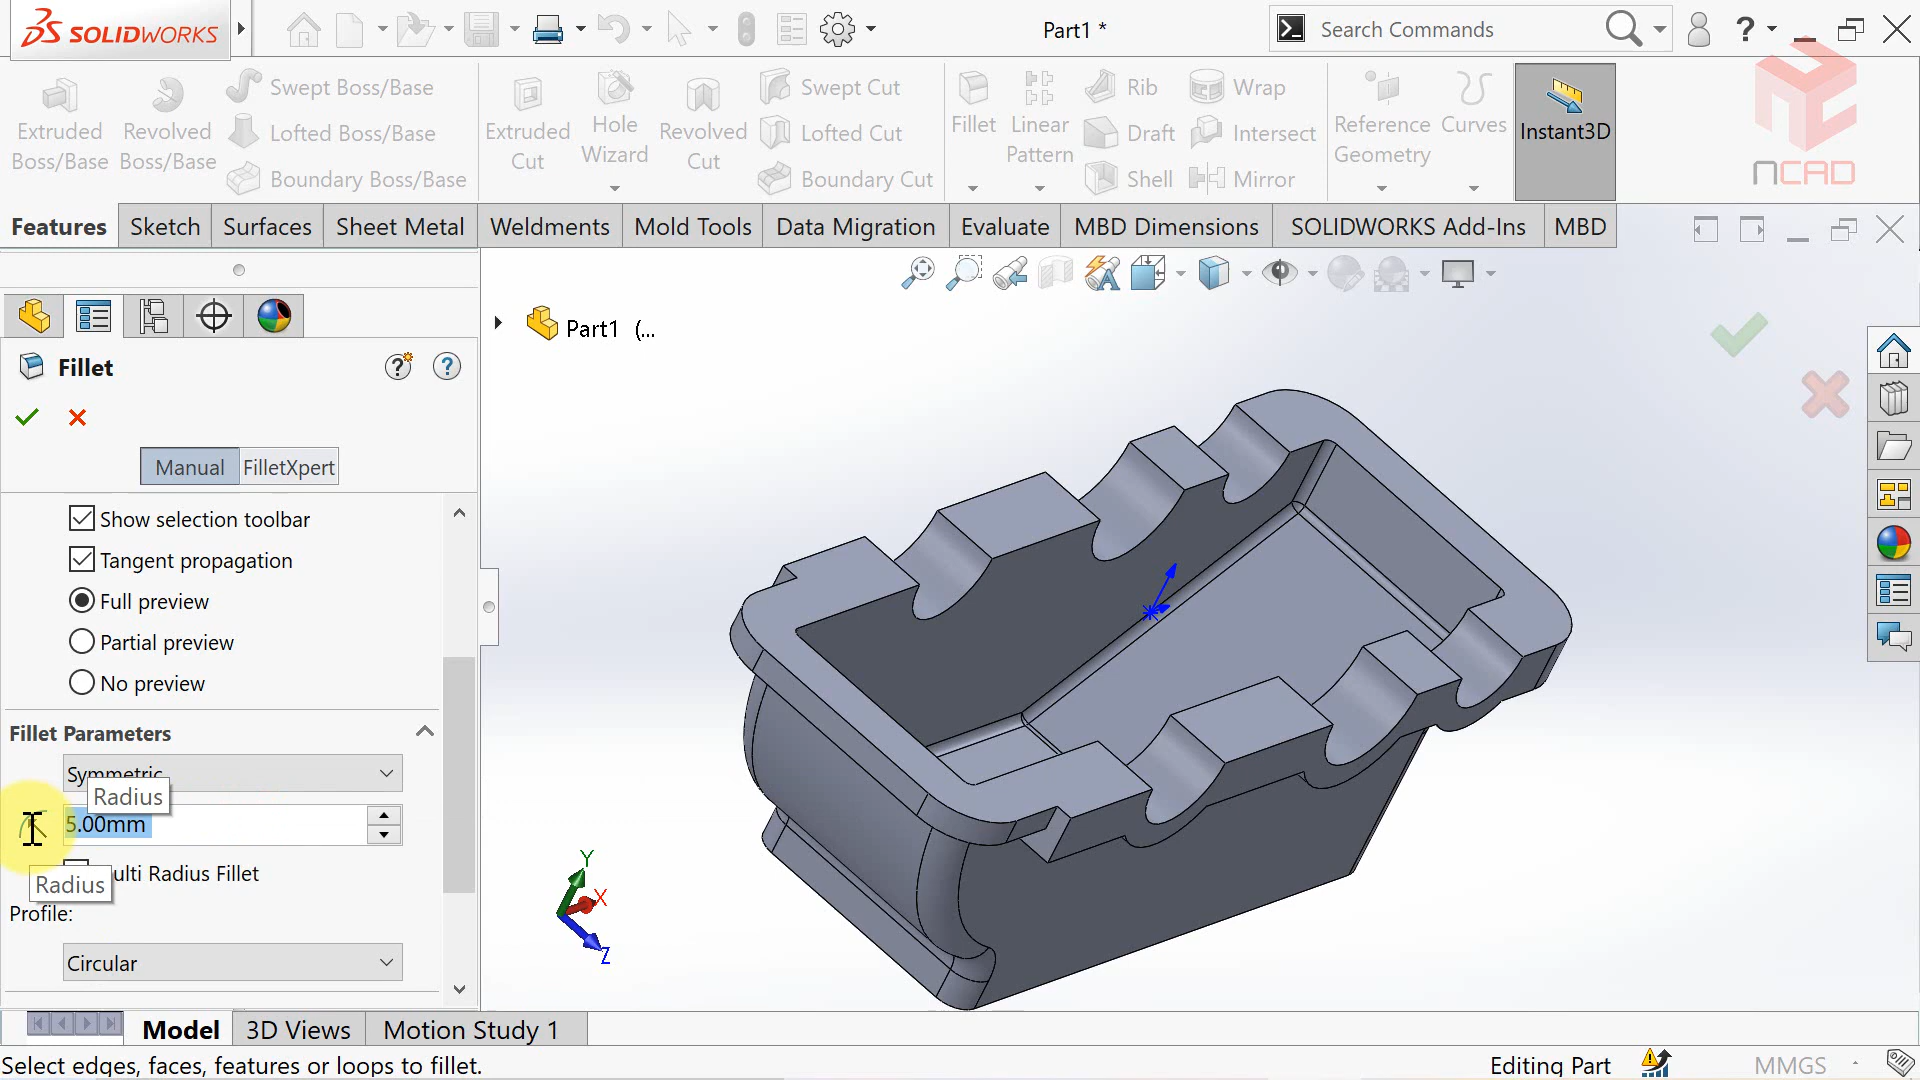 SOLIDWORKS
Part1 *
Search Commands
?
Extruded Boss/Base
Revolved Boss/Base
Swept Boss/Base
Lofted Boss/Base
Boundary Boss/Base
Extruded Cut
Hole Wizard
Revolved Cut
Swept Cut
Lofted Cut
Boundary Cut
Fillet
Linear Pattern
Rib
Draft
Shell
Wrap
Intersect
Mirror
Reference Geometry
Curves
Instant3D
NCAD
Features
Sketch
Surfaces
Sheet Metal
Weldments
Mold Tools
Data Migration
Evaluate
MBD Dimensions
SOLIDWORKS Add-Ins
MBD
Part1 (...
Fillet
Manual
FilletXpert
Show selection toolbar
Tangent propagation
Full preview
Partial preview
No preview
Fillet Parameters
Symmetric
Radius
5.00mm
ulti Radius Fillet
Radius
Profile:
Circular
Y
X
Z
Model
3D Views
Motion Study 1
Select edges, faces, features or loops to fillet.
Editing Part
MMGS